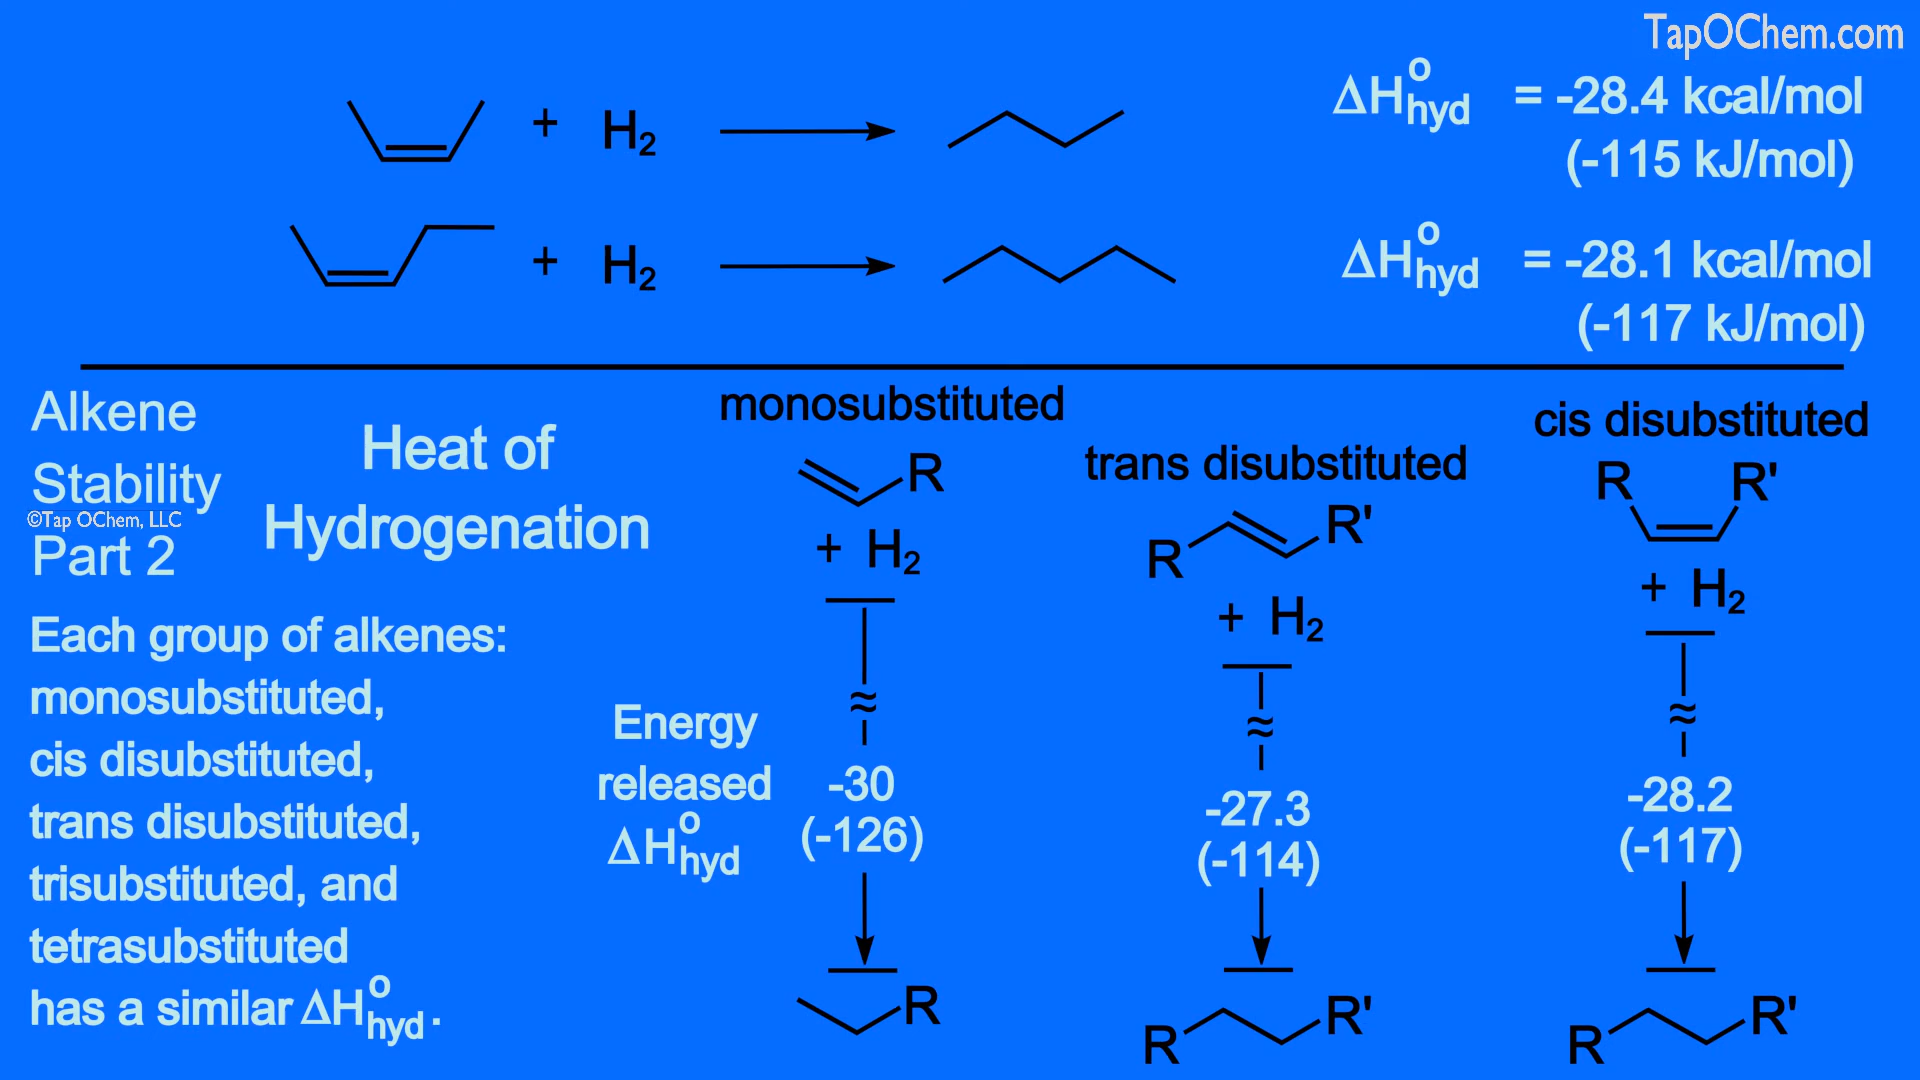 TapOChem.com
+ H2
ΔH°hyd = -28.4 kcal/mol
(-115 kJ/mol)
+ H2
ΔH°hyd = -28.1 kcal/mol
(-117 kJ/mol)
Alkene
Stability
©Tap OChem, LLC
Part 2
Heat of
Hydrogenation
Each group of alkenes:
monosubstituted,
cis disubstituted,
trans disubstituted,
trisubstituted, and
tetrasubstituted
has a similar ΔH°hyd.
Energy
released
ΔH°hyd
monosubstituted
R
+ H2
≈
-30
(-126)
R
trans disubstituted
R R'
+ H2
≈
-27.3
(-114)
R R'
cis disubstituted
R R'
+ H2
≈
-28.2
(-117)
R R'